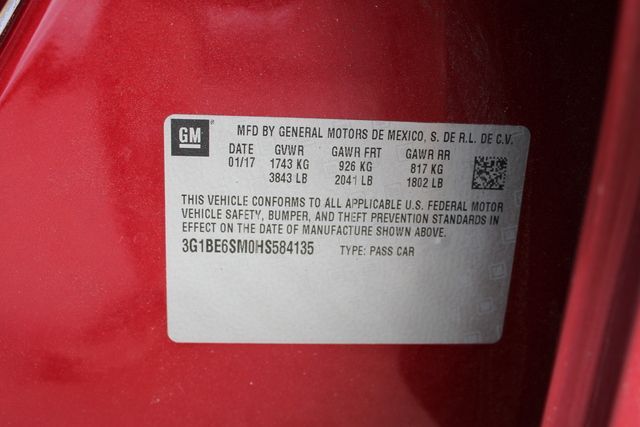 GM ® MFD BY GENERAL MOTORS DE MEXICO, S. DE R.L. DE C.V.
DATE GVWR GAWR FRT GAWR RR
01/17 1743 KG 926 KG 817 KG
3843 LB 2041 LB 1802 LB
THIS VEHICLE CONFORMS TO ALL APPLICABLE U.S. FEDERAL MOTOR
VEHICLE SAFETY, BUMPER, AND THEFT PREVENTION STANDARDS IN
EFFECT ON THE DATE OF MANUFACTURE SHOWN ABOVE.
3G1BE6SM0HS584135 TYPE: PASS CAR